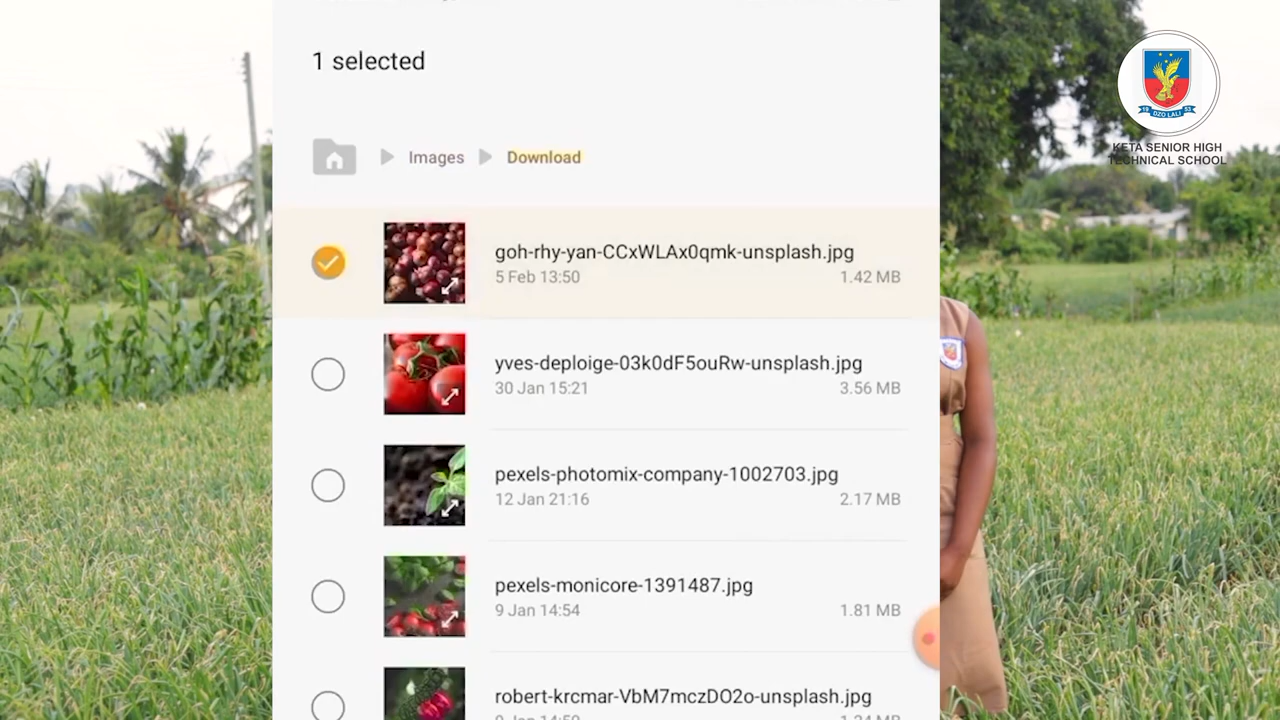 1 selected
Images
Download
goh-rhy-yan-CCxWLAx0qmk-unsplash.jpg
5 Feb 13:50
1.42 MB
yves-deploige-03k0dF5ouRw-unsplash.jpg
30 Jan 15:21
3.56 MB
pexels-photomix-company-1002703.jpg
12 Jan 21:16
2.17 MB
pexels-monicore-1391487.jpg
9 Jan 14:54
1.81 MB
robert-krcmar-VbM7mczDO2o-unsplash.jpg
DZO LALI
KETA SENIOR HIGH
TECHNICAL SCHOOL